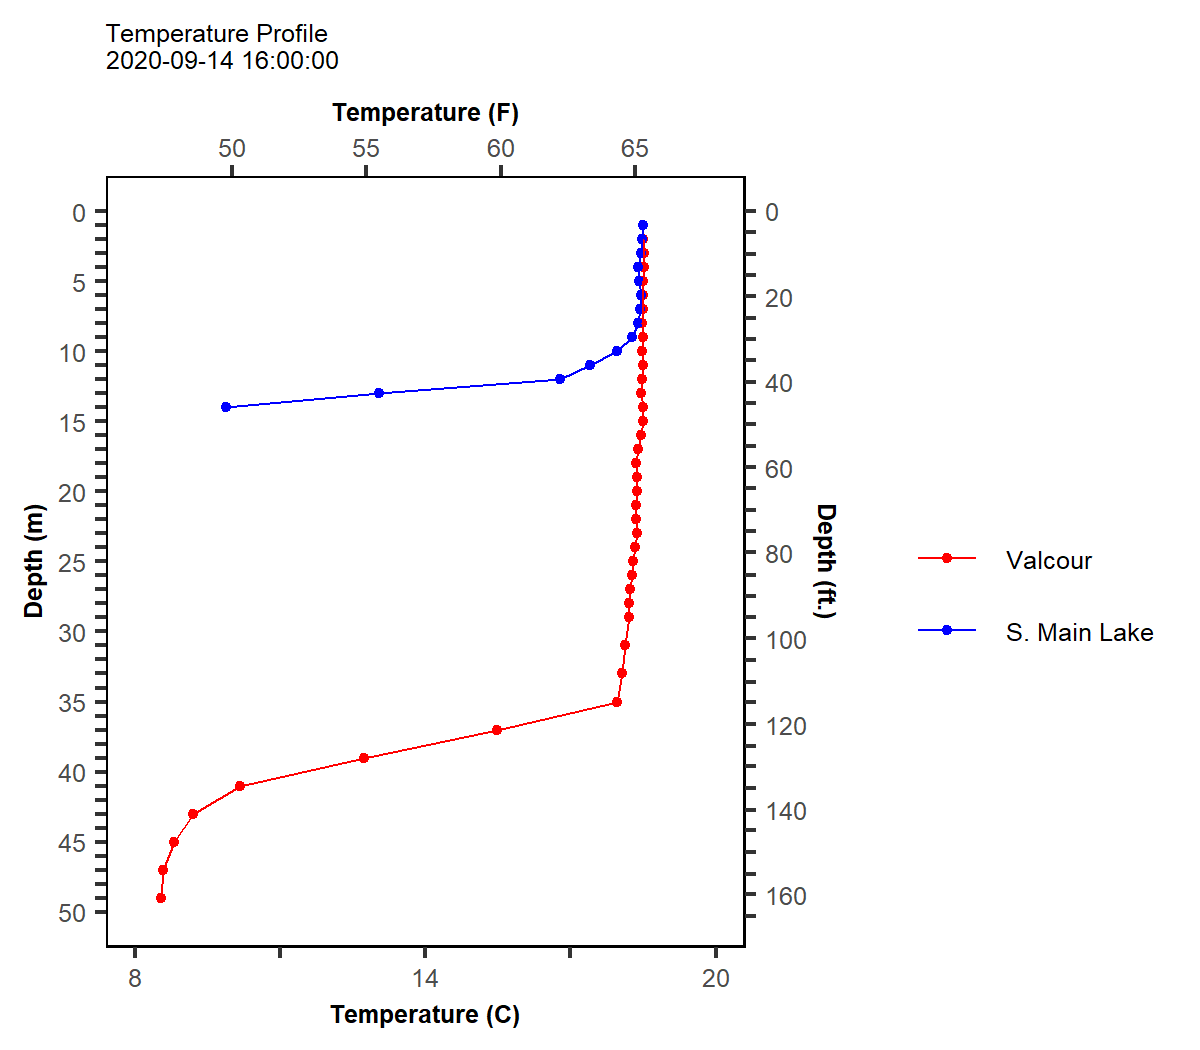 Temperature Profile
2020-09-14 16:00:00
Temperature (F)
50 55 60 65
0
5
10
15
20
25
30
35
40
45
50
Depth (m)
0
20
40
60
80
100
120
140
160
Depth (ft.)
Valcour
S. Main Lake
8 14 20
Temperature (C)